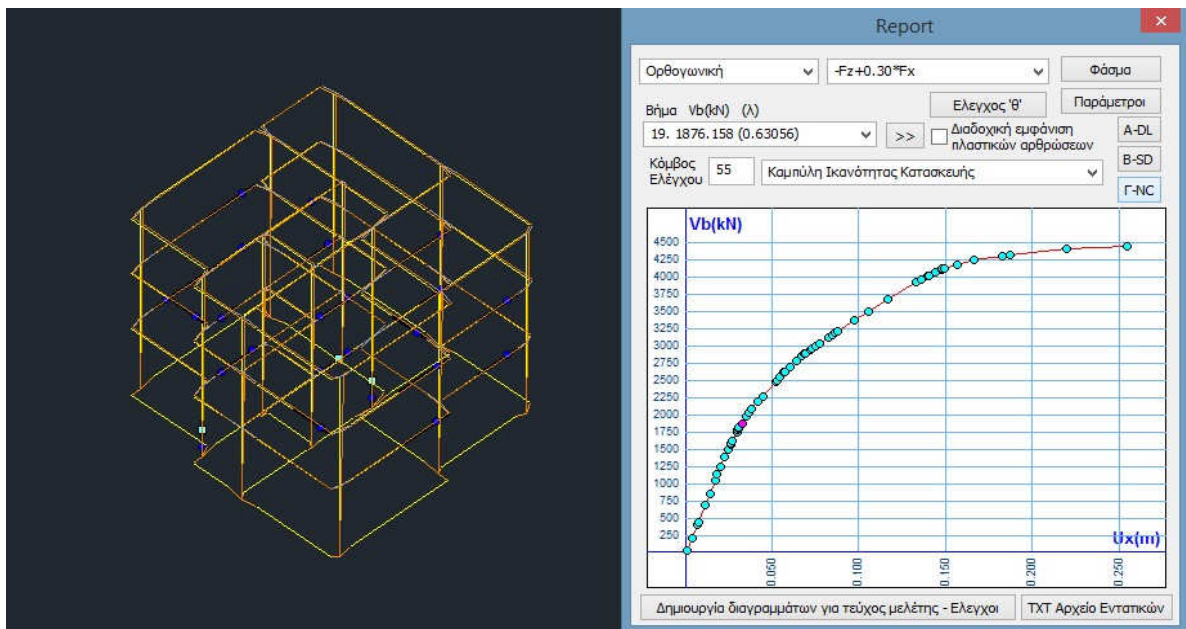 Report
Ορθογωνική
-Fz+0.30*Fx
Φάσμα
Βήμα Vb(kN) (λ)
Ελεγχος 'θ'
Παράμετροι
19. 1876.158 (0.63056)
>>
Διαδοχική εμφάνιση
πλαστικών αρθρώσεων
A-DL
B-SD
Γ-NC
Κόμβος
Ελέγχου
55
Καμπύλη Ικανότητας Κατασκευής
Vb(kN)
4500
4250
4000
3750
3500
3250
3000
2750
2500
2250
2000
1750
1500
1250
1000
750
500
250
Ux(m)
0.050
0.100
0.150
0.200
0.250
Δημιουργία διαγραμμάτων για τεύχος μελέτης - Ελεγχοι
TXT Αρχείο Εντατικών